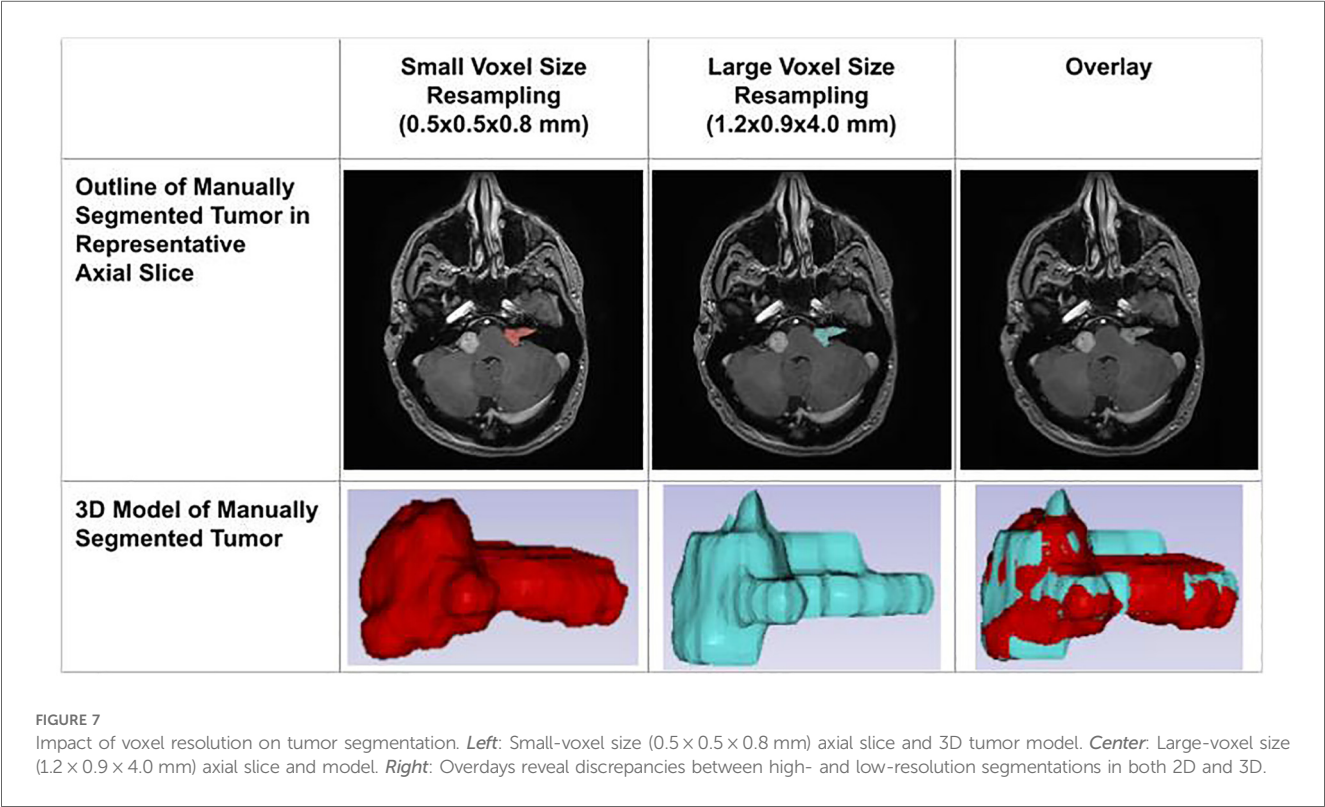 Small Voxel Size
Resampling
(0.5x0.5x0.8 mm)
Large Voxel Size
Resampling
(1.2x0.9x4.0 mm)
Overlay
Outline of Manually
Segmented Tumor in
Representative
Axial Slice
3D Model of Manually
Segmented Tumor
FIGURE 7
Impact of voxel resolution on tumor segmentation. Left: Small-voxel size (0.5 × 0.5 × 0.8 mm) axial slice and 3D tumor model. Center: Large-voxel size
(1.2 × 0.9 × 4.0 mm) axial slice and model. Right: Overdays reveal discrepancies between high- and low-resolution segmentations in both 2D and 3D.